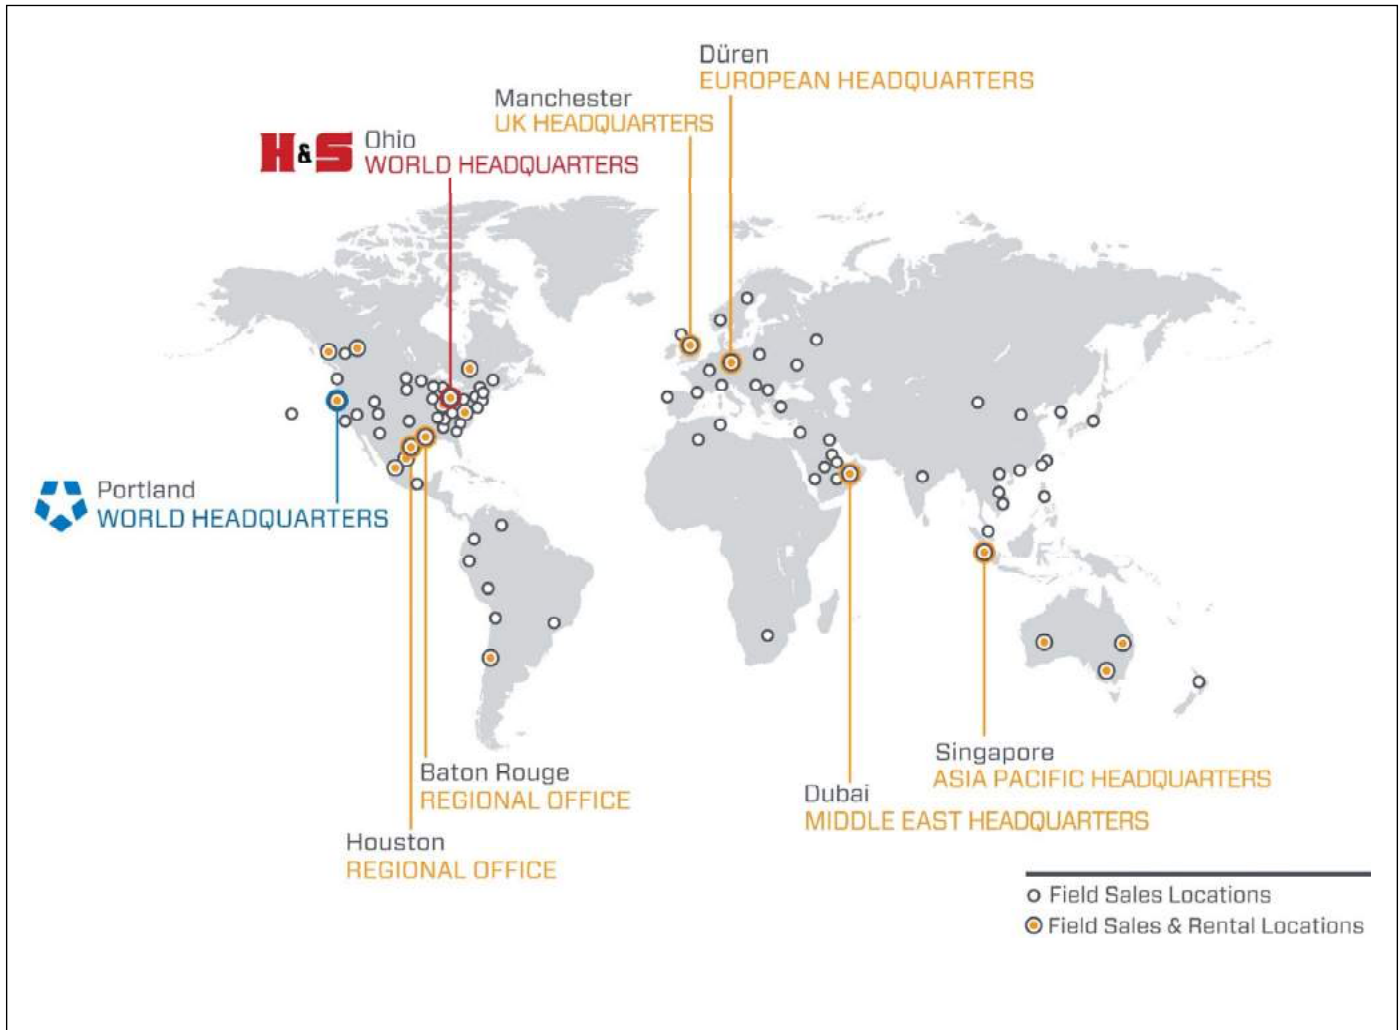 Düren
EUROPEAN HEADQUARTERS
Manchester
UK HEADQUARTERS
H&S
Ohio
WORLD HEADQUARTERS
Portland
WORLD HEADQUARTERS
Baton Rouge
REGIONAL OFFICE
Houston
REGIONAL OFFICE
Singapore
ASIA PACIFIC HEADQUARTERS
Dubai
MIDDLE EAST HEADQUARTERS
Field Sales Locations
Field Sales & Rental Locations